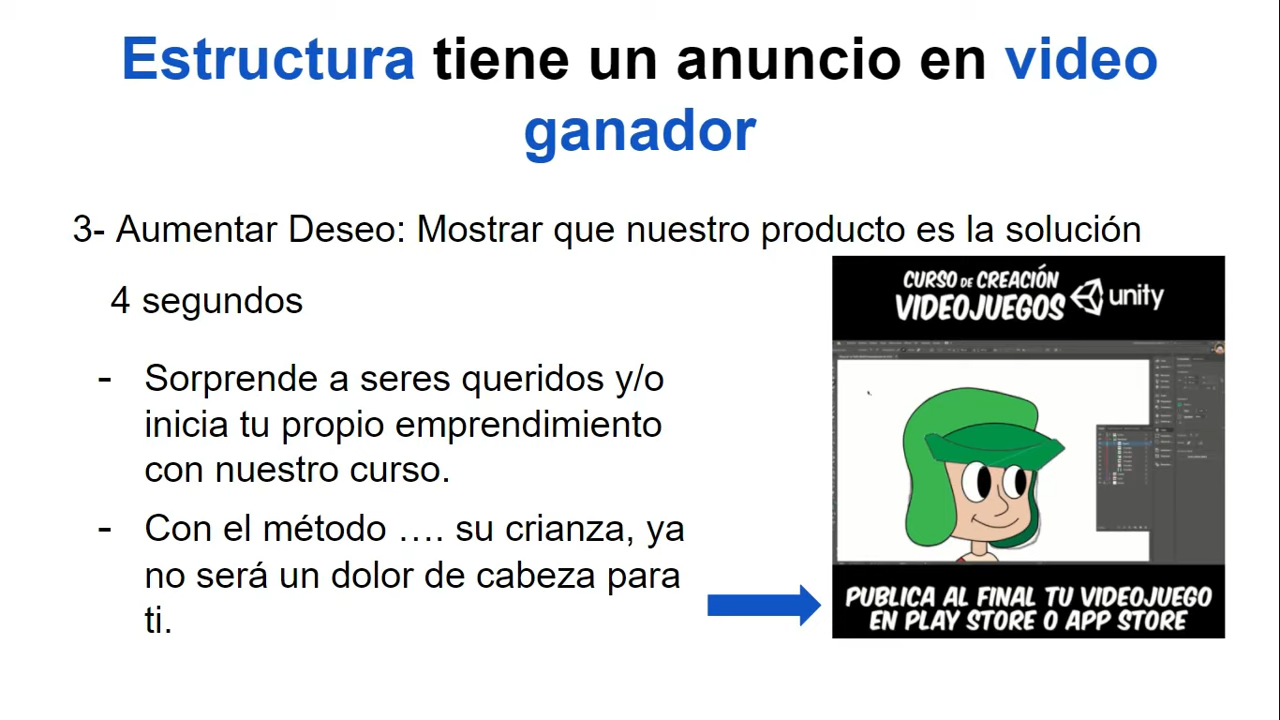 Estructura tiene un anuncio en video
ganador
3- Aumentar Deseo: Mostrar que nuestro producto es la solución
4 segundos
- Sorprende a seres queridos y/o
inicia tu propio emprendimiento
con nuestro curso.
- Con el método …. su crianza, ya
no será un dolor de cabeza para
ti.
CURSO DE CREACIÓN
VIDEOJUEGOS
unity
PUBLICA AL FINAL TU VIDEOJUEGO
EN PLAY STORE O APP STORE